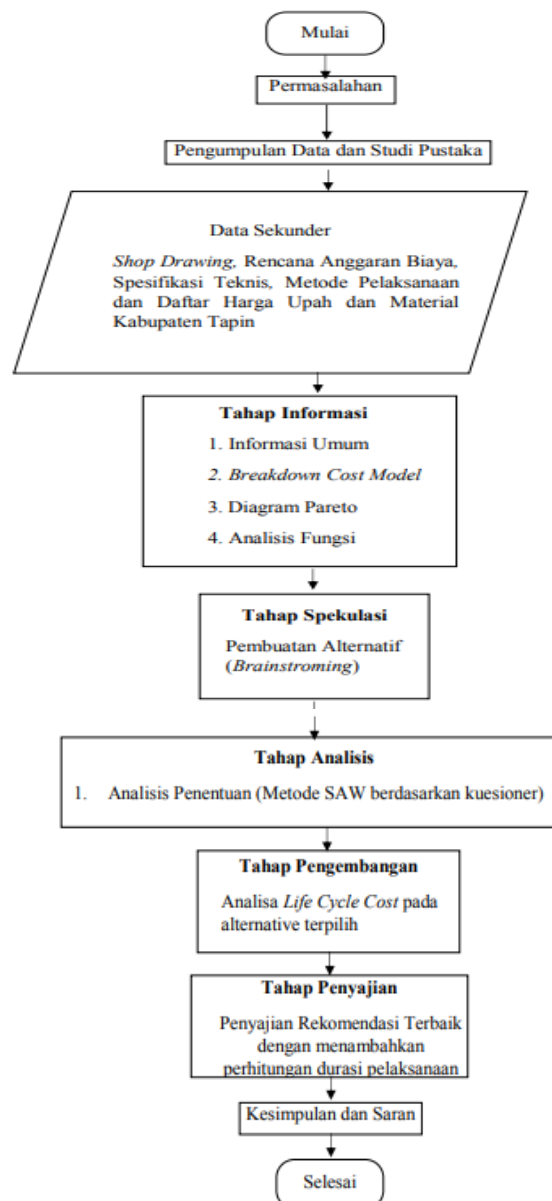 Mulai
Permasalahan
Pengumpulan Data dan Studi Pustaka
Data Sekunder
Shop Drawing, Rencana Anggaran Biaya,
Spesifikasi Teknis, Metode Pelaksanaan
dan Daftar Harga Upah dan Material
Kabupaten Tapin
Tahap Informasi
1. Informasi Umum
2. Breakdown Cost Model
3. Diagram Pareto
4. Analisis Fungsi
Tahap Spekulasi
Pembuatan Alternatif
(Brainstroming)
Tahap Analisis
1. Analisis Penentuan (Metode SAW berdasarkan kuesioner)
Tahap Pengembangan
Analisa Life Cycle Cost pada
alternative terpilih
Tahap Penyajian
Penyajian Rekomendasi Terbaik
dengan menambahkan
perhitungan durasi pelaksanaan
Kesimpulan dan Saran
Selesai